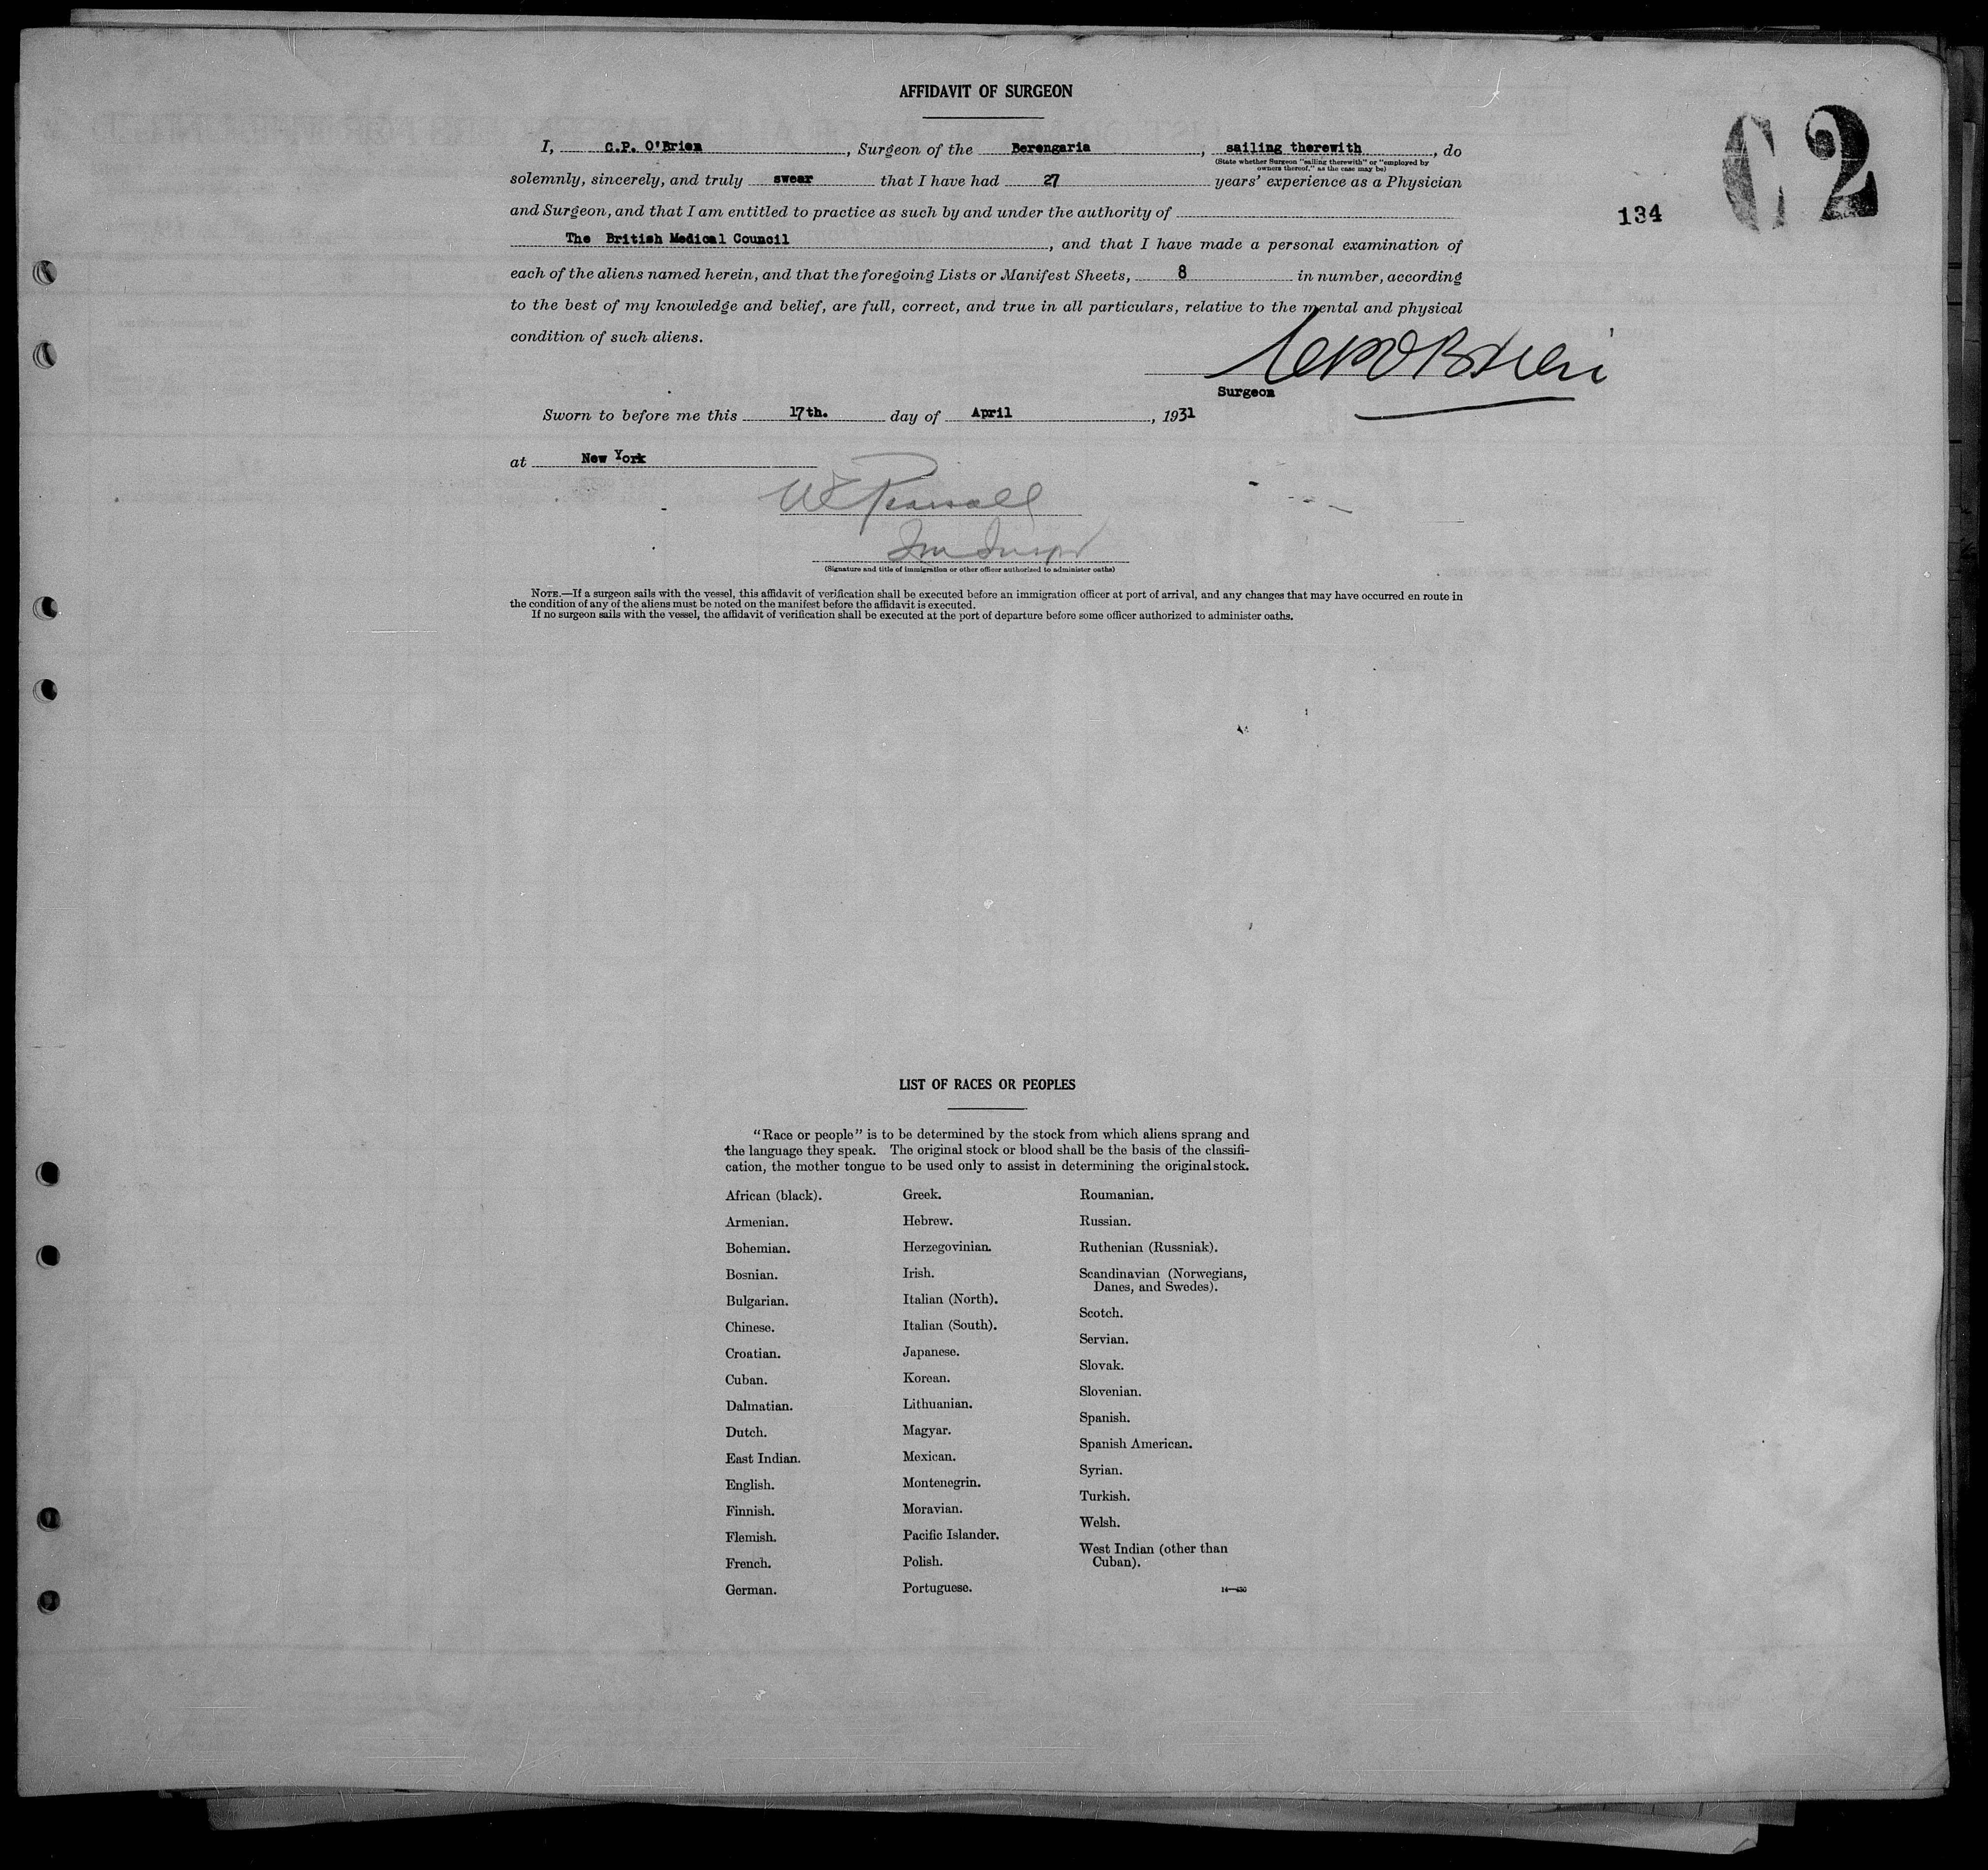 AFFIDAVIT OF SURGEON
C2
134
I, C.P. O'Brien, Surgeon of the Berengaria, sailing therewith, do
(State whether Surgeon "sailing therewith" or "employed by
owners thereof," as the case may be)
solemnly, sincerely, and truly swear that I have had 27 years' experience as a Physician
and Surgeon, and that I am entitled to practice as such by and under the authority of
The British Medical Council, and that I have made a personal examination of
each of the aliens named herein, and that the foregoing Lists or Manifest Sheets, 8 in number, according
to the best of my knowledge and belief, are full, correct, and true in all particulars, relative to the mental and physical
condition of such aliens.
CPO'Brien
Surgeon
Sworn to before me this 17th. day of April, 1931
at New York
(Signature and title of immigration or other officer authorized to administer oaths)
NOTE.—If a surgeon sails with the vessel, this affidavit of verification shall be executed before an immigration officer at port of arrival, and any changes that may have occurred en route in
the condition of any of the aliens must be noted on the manifest before the affidavit is executed.
If no surgeon sails with the vessel, the affidavit of verification shall be executed at the port of departure before some officer authorized to administer oaths.
LIST OF RACES OR PEOPLES
"Race or people" is to be determined by the stock from which aliens sprang and
the language they speak. The original stock or blood shall be the basis of the classifi-
cation, the mother tongue to be used only to assist in determining the original stock.
African (black).
Armenian.
Bohemian.
Bosnian.
Bulgarian.
Chinese.
Croatian.
Cuban.
Dalmatian.
Dutch.
East Indian.
English.
Finnish.
Flemish.
French.
German.
Greek.
Hebrew.
Herzegovinian.
Irish.
Italian (North).
Italian (South).
Japanese.
Korean.
Lithuanian.
Magyar.
Mexican.
Montenegrin.
Moravian.
Pacific Islander.
Polish.
Portuguese.
Roumanian.
Russian.
Ruthenian (Russniak).
Scandinavian (Norwegians,
Danes, and Swedes).
Scotch.
Servian.
Slovak.
Slovenian.
Spanish.
Spanish American.
Syrian.
Turkish.
Welsh.
West Indian (other than
Cuban).